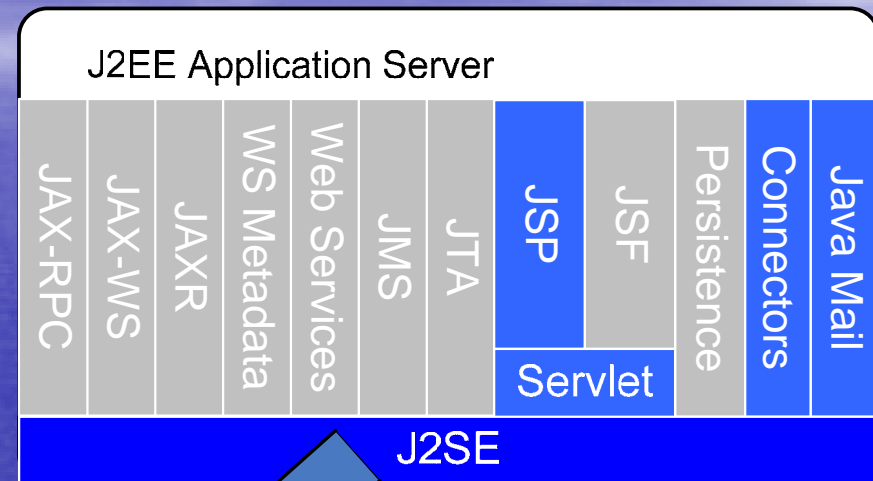 J2EE Application Server
JAX-RPC
JAX-WS
JAXR
WS Metadata
Web Services
JMS
JTA
JSP
JSF
Servlet
Persistence
Connectors
Java Mail
J2SE